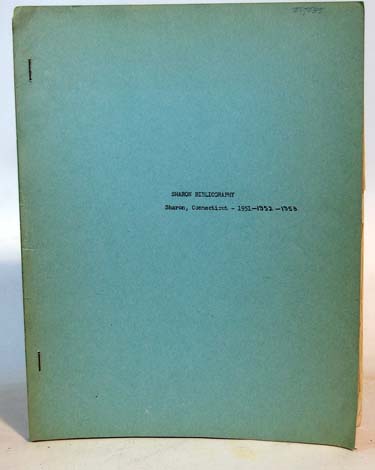 SHARON BIBLIOGRAPHY
Sharon, Connecticut - 1951-1952-1953